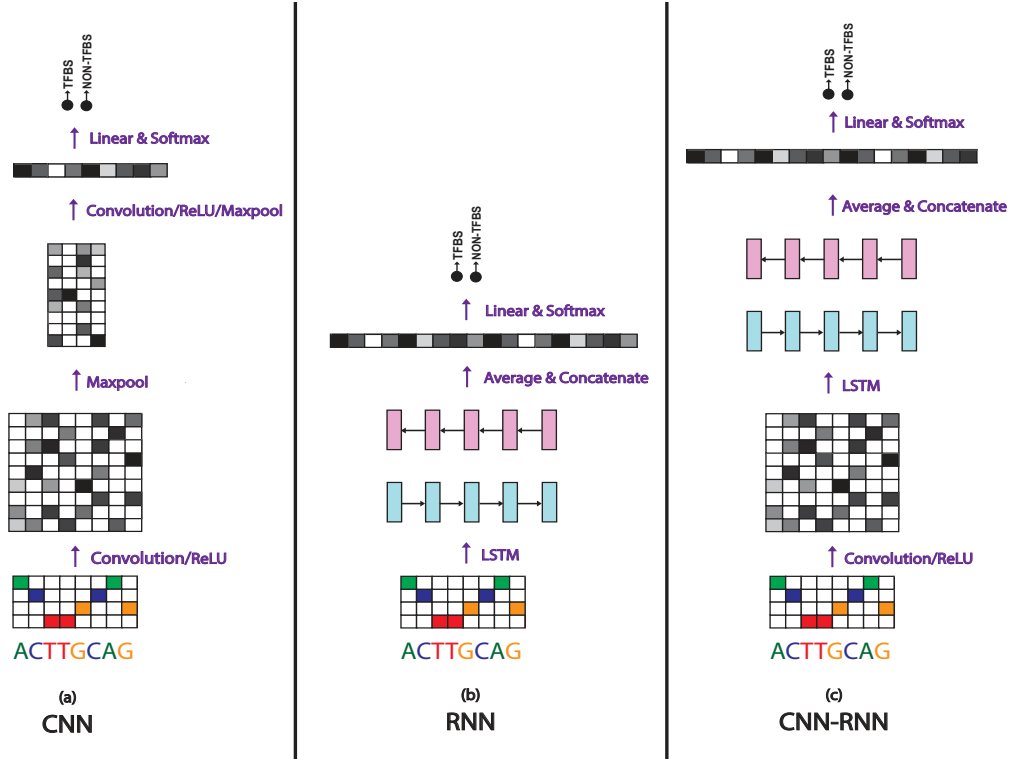 TFBS
NON-TFBS
Linear & Softmax
Convolution/ReLU/Maxpool
Maxpool
Convolution/ReLU
ACTTGCAG
(a)
CNN
TFBS
NON-TFBS
Linear & Softmax
Average & Concatenate
LSTM
ACTTGCAG
(b)
RNN
TFBS
NON-TFBS
Linear & Softmax
Average & Concatenate
LSTM
Convolution/ReLU
ACTTGCAG
(c)
CNN-RNN